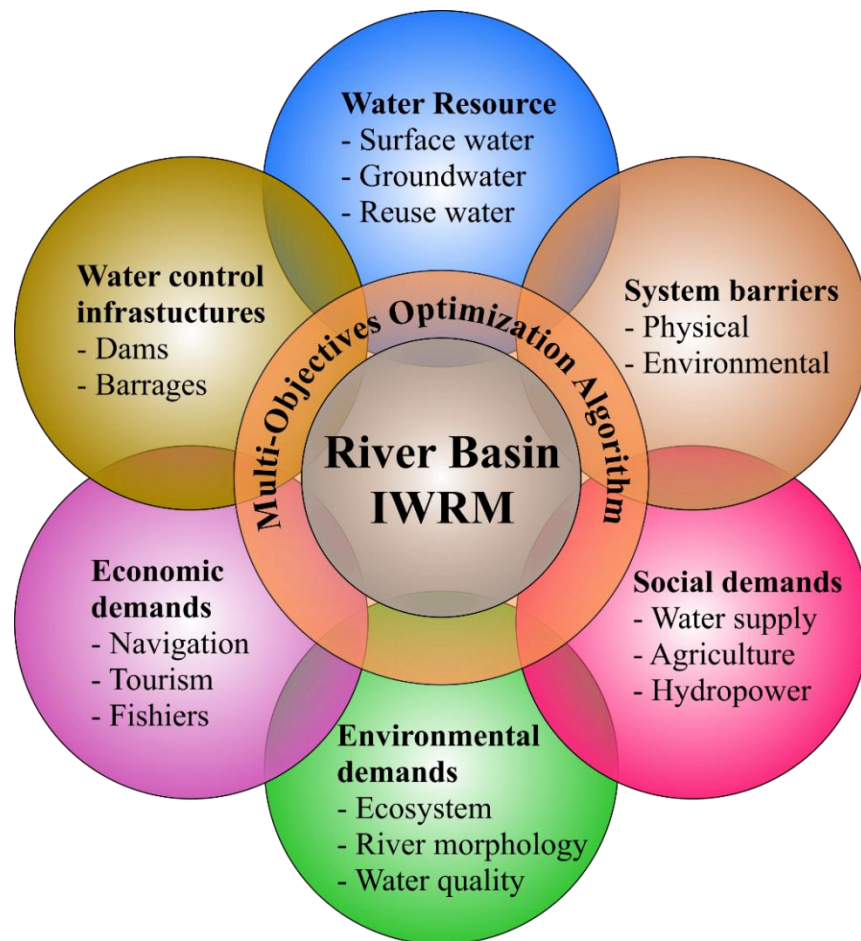 Water Resource
- Surface water
- Groundwater
- Reuse water
Water control
infrastuctures
- Dams
- Barrages
System barriers
- Physical
- Environmental
Multi-Objectives Optimization Algorithm
River Basin
IWRM
Economic
demands
- Navigation
- Tourism
- Fishiers
Social demands
- Water supply
- Agriculture
- Hydropower
Environmental
demands
- Ecosystem
- River morphology
- Water quality